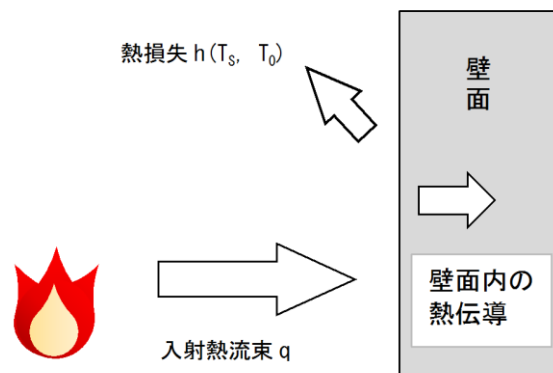 熱損失 h(Ts, T0)
壁
面
壁面内の
熱伝導
入射熱流束 q